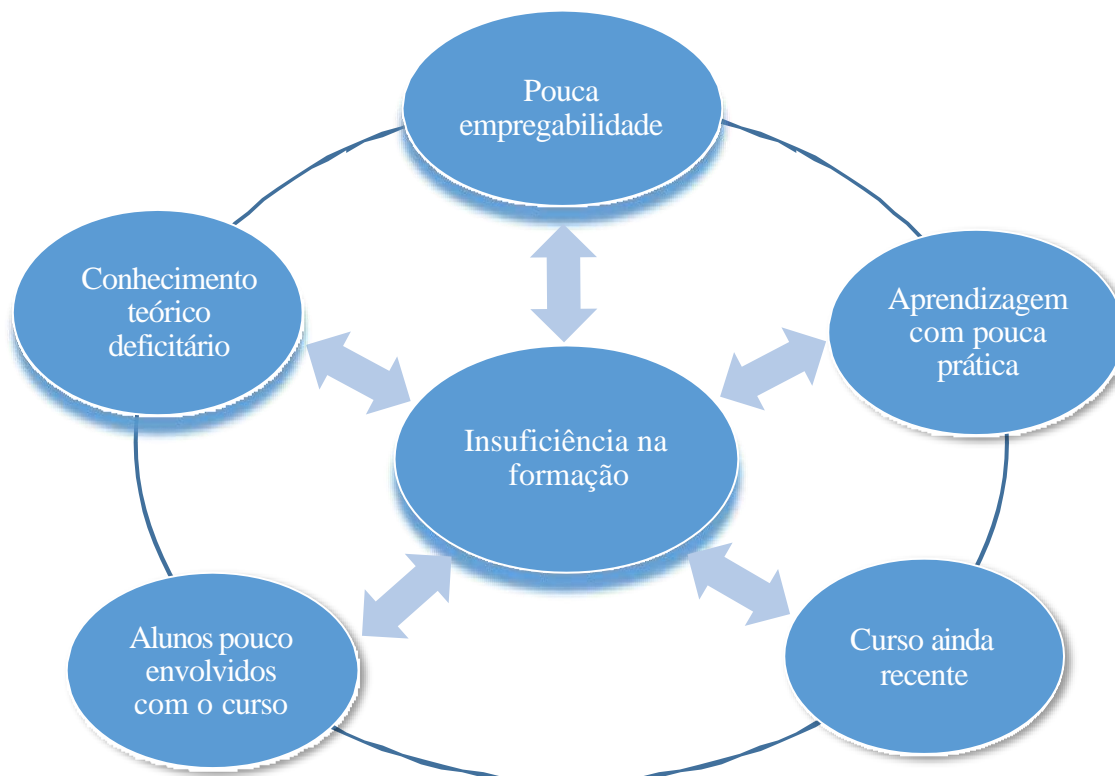 Pouca
empregabilidade
Conhecimento
teórico
deficitário
Aprendizagem
com pouca
prática
Insuficiência na
formação
Alunos pouco
envolvidos
com o curso
Curso ainda
recente